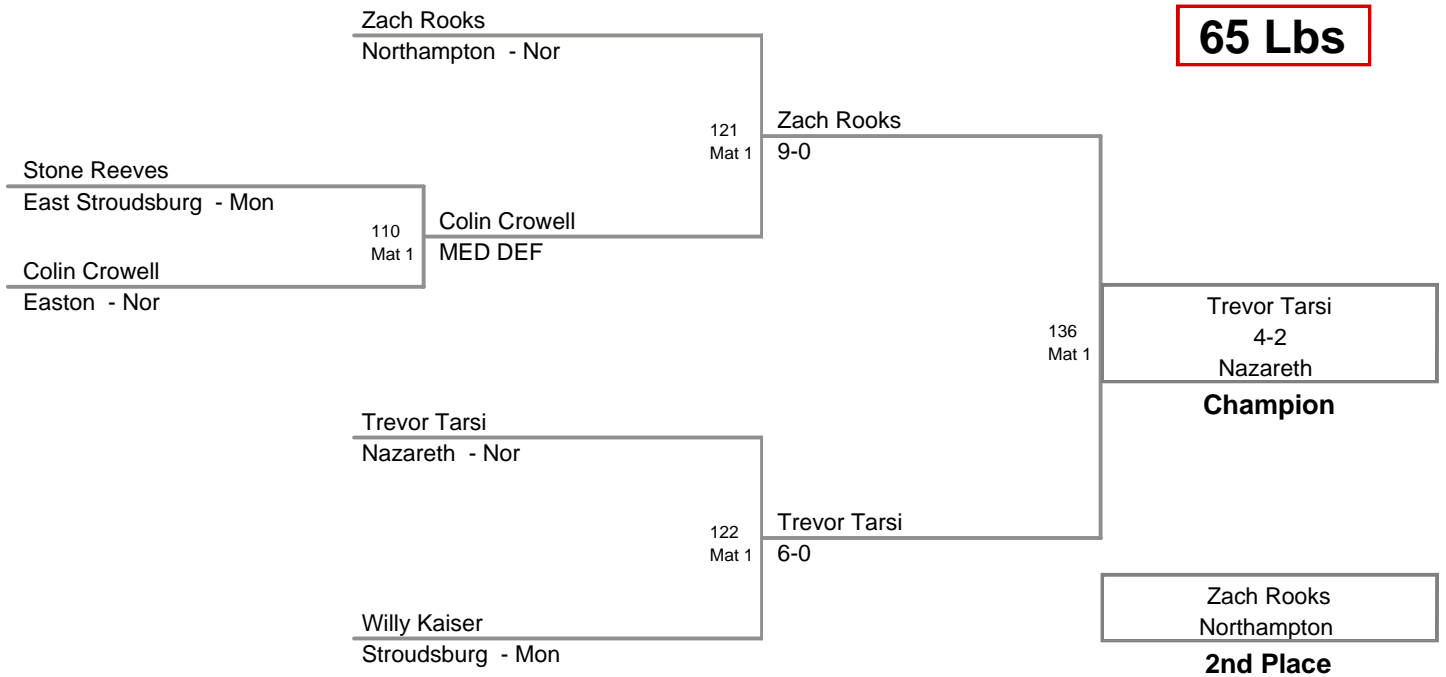 Zach Rooks
Northampton - Nor
65 Lbs
121
Mat 1
Zach Rooks
9-0
Stone Reeves
East Stroudsburg - Mon
110
Mat 1
Colin Crowell
MED DEF
Colin Crowell
Easton - Nor
136
Mat 1
Trevor Tarsi
4-2
Nazareth
Champion
Trevor Tarsi
Nazareth - Nor
122
Mat 1
Trevor Tarsi
6-0
Willy Kaiser
Stroudsburg - Mon
Zach Rooks
Northampton
2nd Place